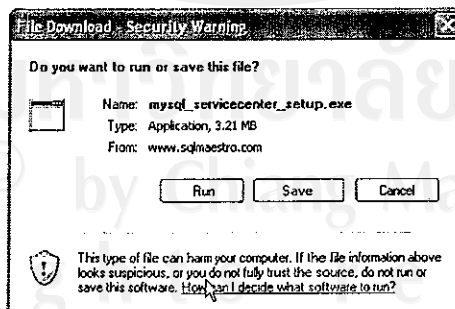 File Download - Security Warning
Do you want to run or save this file?
Name: mysql_servicecenter_setup.exe
Type: Application, 3.21 MB
From: www.sqlmaestro.com
Run Save Cancel
This type of file can harm your computer. If the file information above
looks suspicious, or you do not fully trust the source, do not run or
save this software. How can I decide what software to run?
by Chiang Ma